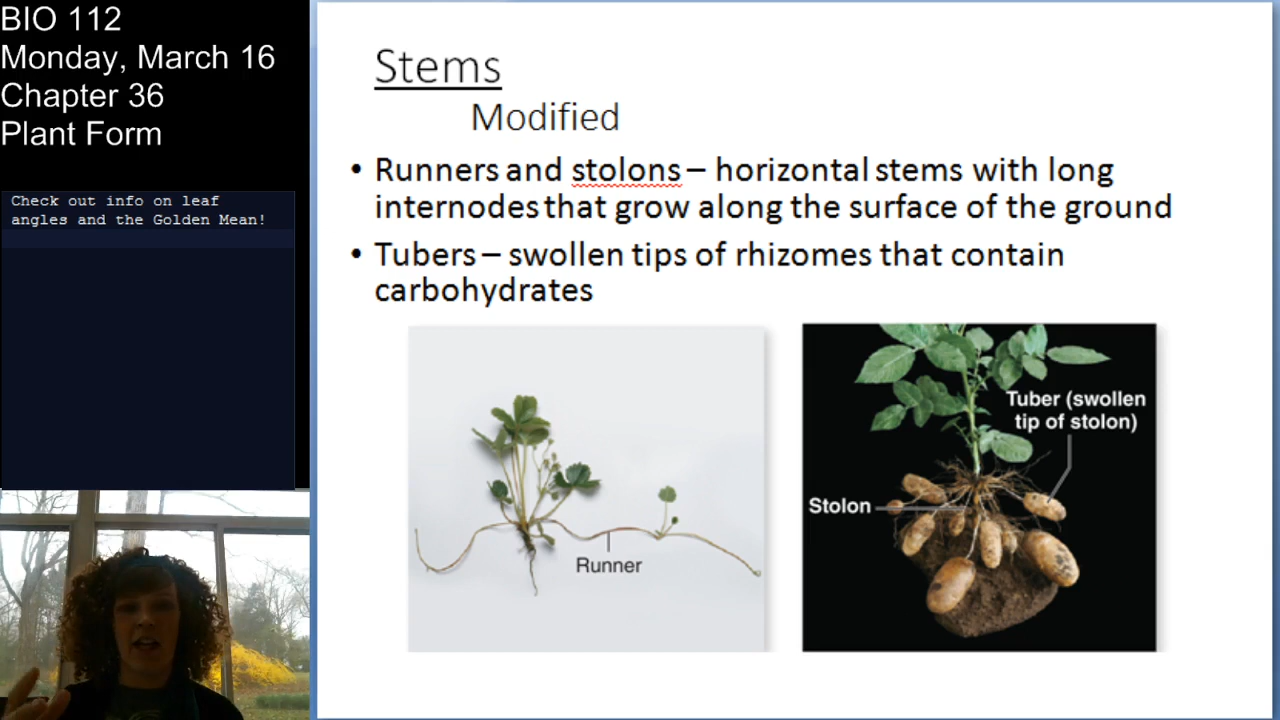 BIO 112
Monday, March 16
Chapter 36
Plant Form
Check out info on leaf
angles and the Golden Mean!
Stems
Modified
• Runners and stolons – horizontal stems with long
internodes that grow along the surface of the ground
• Tubers – swollen tips of rhizomes that contain
carbohydrates
Runner
Tuber (swollen
tip of stolon)
Stolon